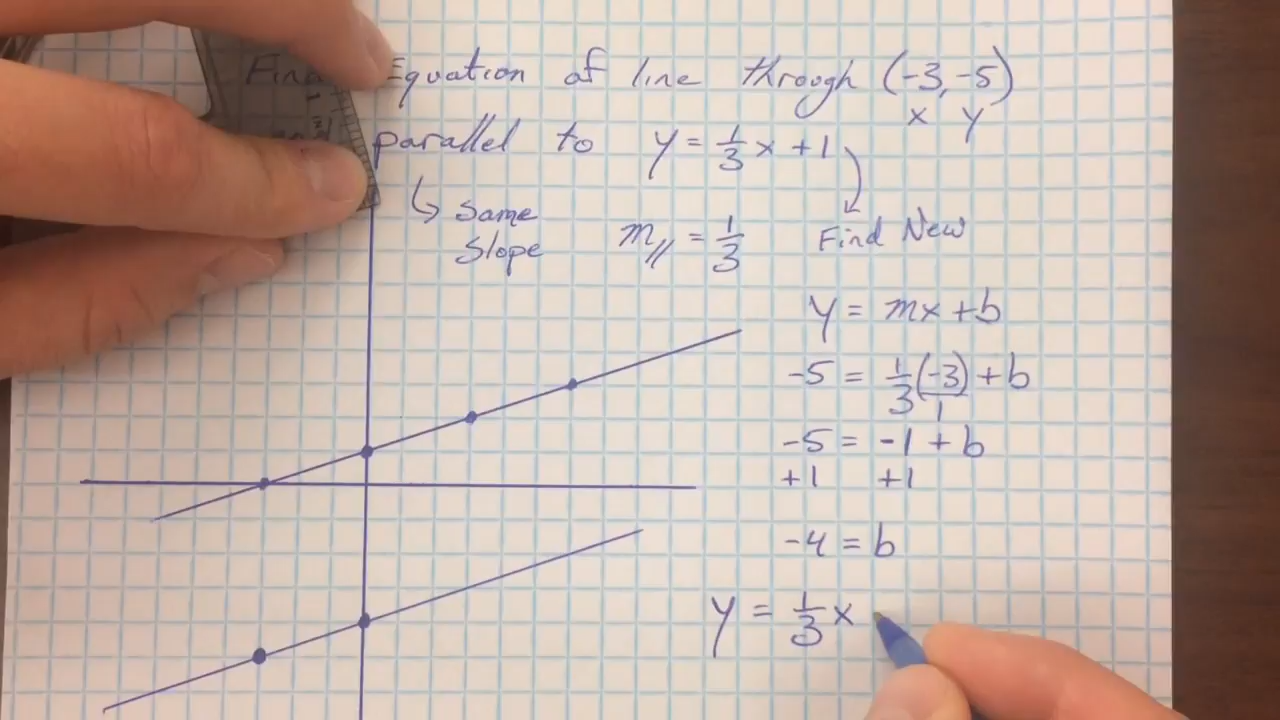 Find Equation of line through (-3, -5)
x y
parallel to y = 1/3 x + 1
↳ Same Slope
m// = 1/3
Find New
y = mx + b
-5 = 1/3 (-3)/1 + b
-5 = -1 + b
+1 +1
-4 = b
y = 1/3 x